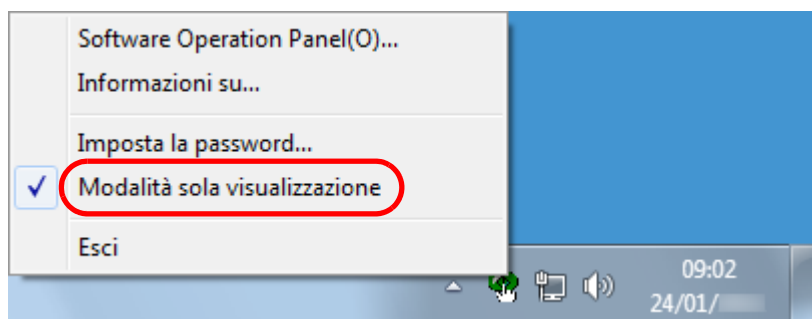 Software Operation Panel(O)...
Informazioni su...
Imposta la password...
Modalità sola visualizzazione
Esci
09:02
24/01/